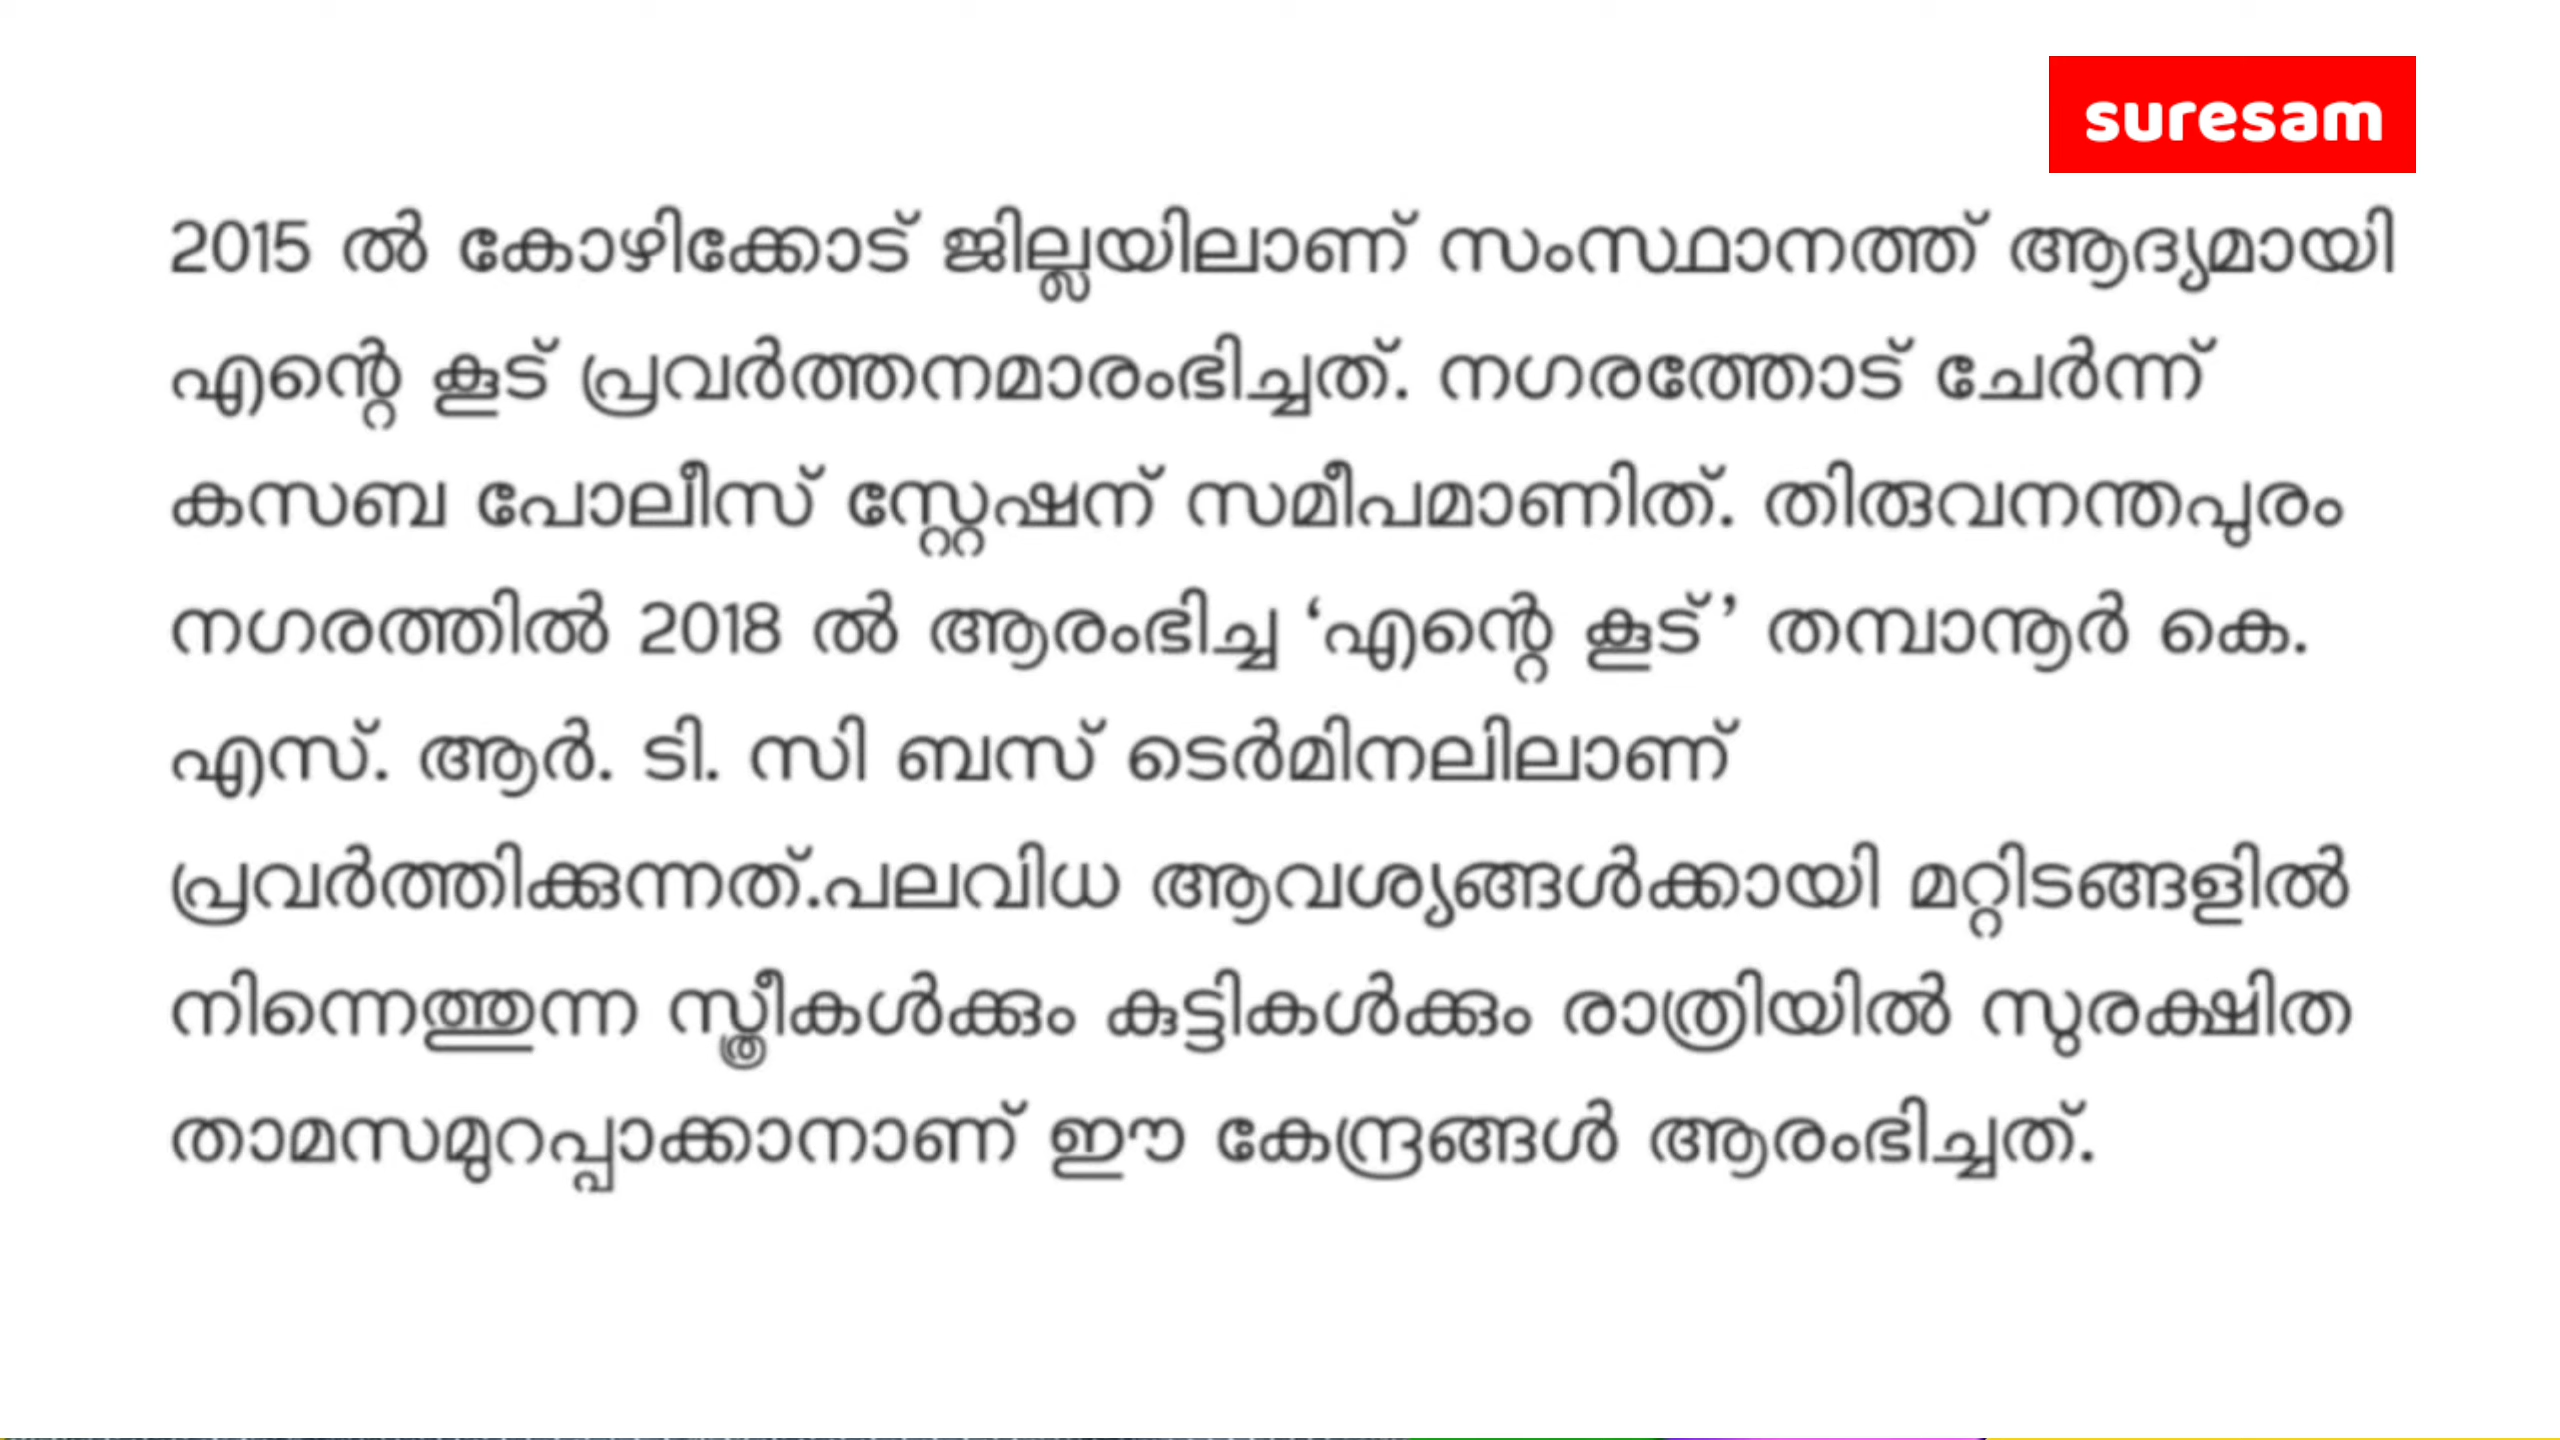 suresam
2015 ൽ കോഴിക്കോട് ജില്ലയിലാണ് സംസ്ഥാനത്ത് ആദ്യമായി
എന്റെ കൂട് പ്രവർത്തനമാരംഭിച്ചത്. നഗരത്തോട് ചേർന്ന്
കസബ പോലീസ് സ്റ്റേഷന് സമീപമാണിത്. തിരുവനന്തപുരം
നഗരത്തിൽ 2018 ൽ ആരംഭിച്ച ‘എന്റെ കൂട്’ തമ്പാനൂർ കെ.
എസ്. ആർ. ടി. സി ബസ് ടെർമിനലിലാണ്
പ്രവർത്തിക്കുന്നത്.പലവിധ ആവശ്യങ്ങൾക്കായി മറ്റിടങ്ങളിൽ
നിന്നെത്തുന്ന സ്ത്രീകൾക്കും കുട്ടികൾക്കും രാത്രിയിൽ സുരക്ഷിത
താമസമുറപ്പാക്കാനാണ് ഈ കേന്ദ്രങ്ങൾ ആരംഭിച്ചത്.